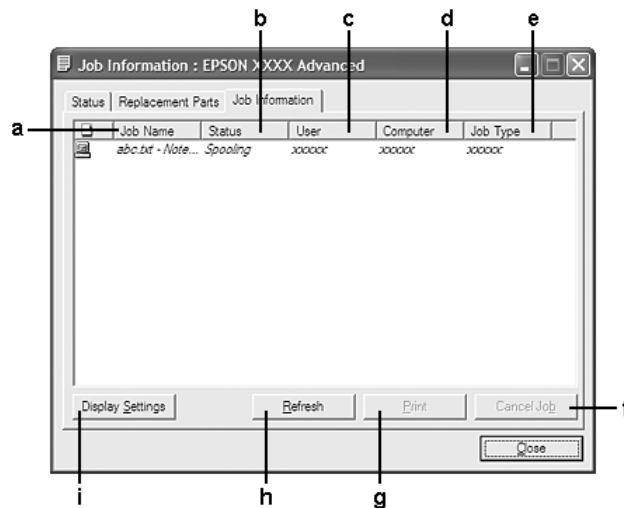 b c d e
Job Information : EPSON XXXX Advanced
Status Replacement Parts Job Information
a
Job Name Status User Computer Job Type
abc.txt - Note... Spooling xxxxxx xxxxxx xxxxxx
Display Settings Refresh Print Cancel Job
f
Close
i h g